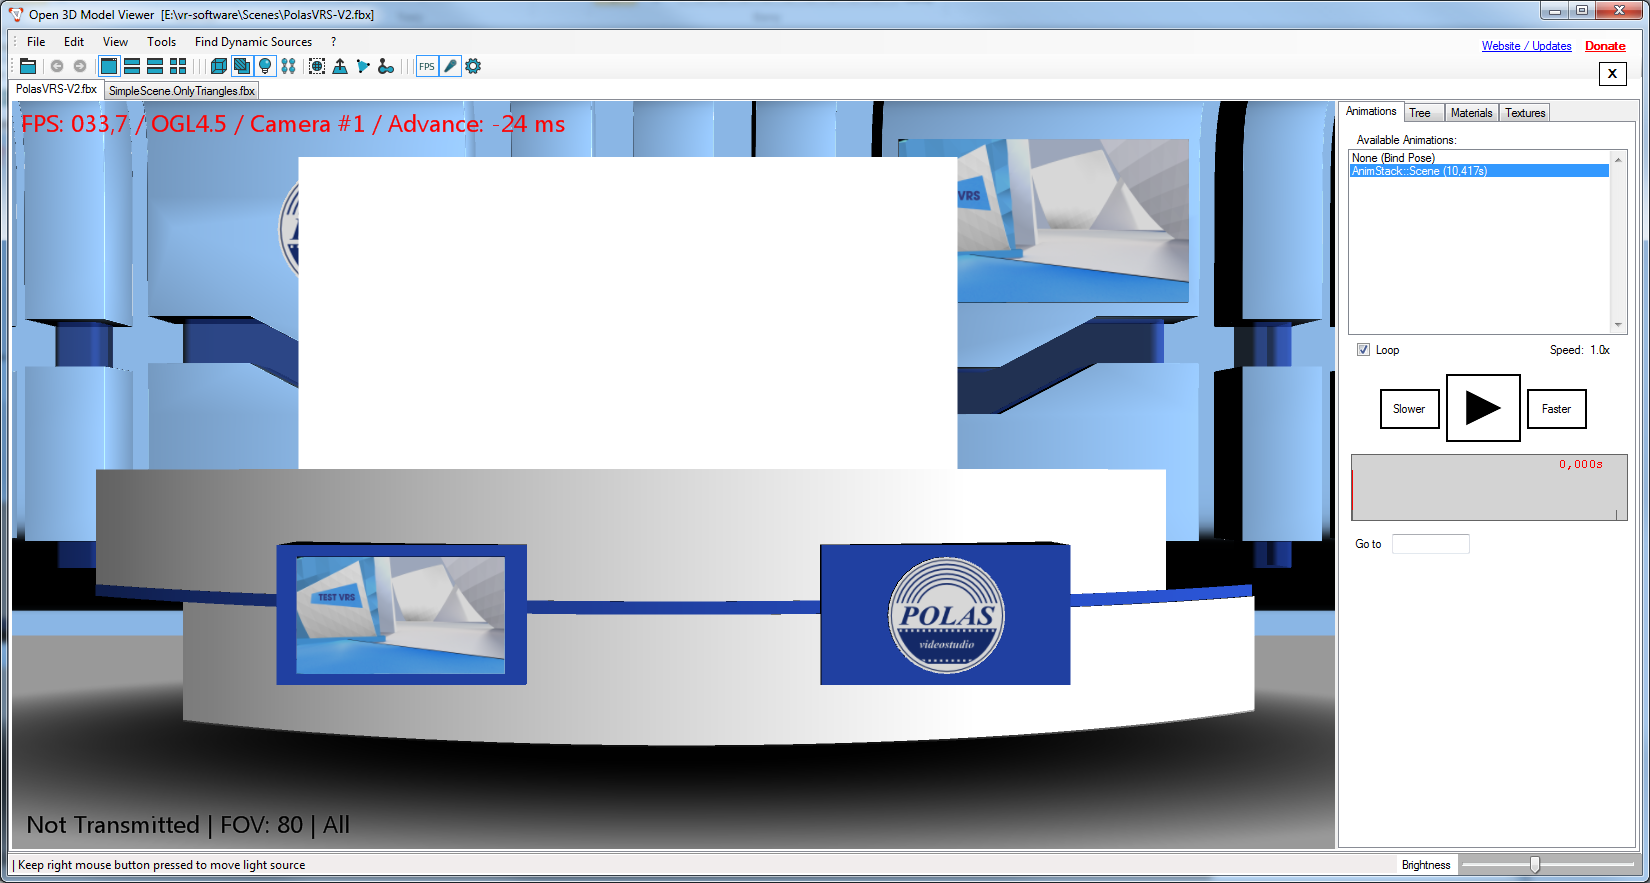 Open 3D Model Viewer  [E:\vr-software\Scenes\PolasVRS-V2.fbx]
File Edit View Tools Find Dynamic Sources ?
Website / Updates Donate
FPS
X
PolasVRS-V2.fbx SimpleScene.OnlyTriangles.fbx
FPS: 033,7 / OGL4.5 / Camera #1 / Advance: -24 ms
Animations Tree Materials Textures
Available Animations:
None (Bind Pose)
AnimStack::Scene (10,417s)
VRS
Loop Speed: 1.0x
Slower Faster
0,000s
Go to
TEST VRS
POLAS
videostudio
Not Transmitted | FOV: 80 | All
| Keep right mouse button pressed to move light source
Brightness